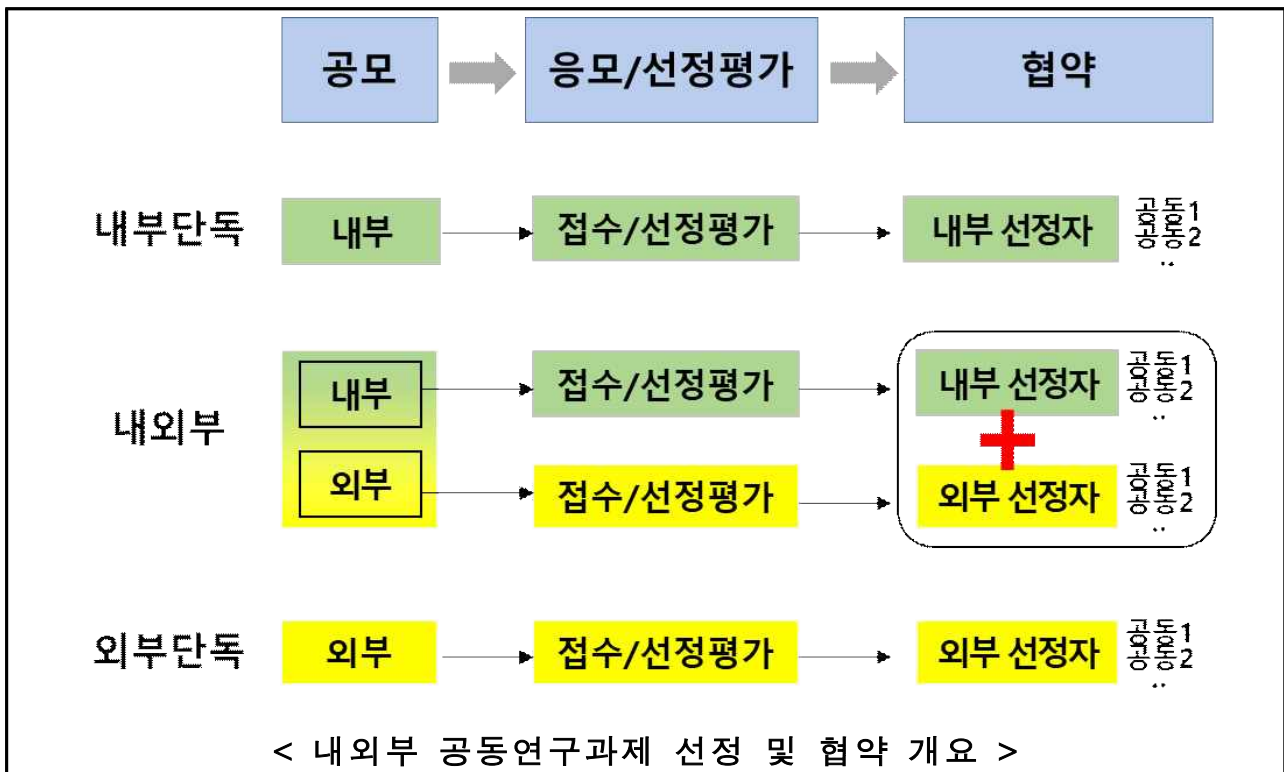 공모 응모/선정평가 협약
내부단독 내부 접수/선정평가 내부 선정자 공동1
공동2
..
내외부
내부 접수/선정평가 내부 선정자 공동1
공동2
..
외부 접수/선정평가 외부 선정자 공동1
공동2
..
외부단독 외부 접수/선정평가 외부 선정자 공동1
공동2
..
< 내외부 공동연구과제 선정 및 협약 개요 >